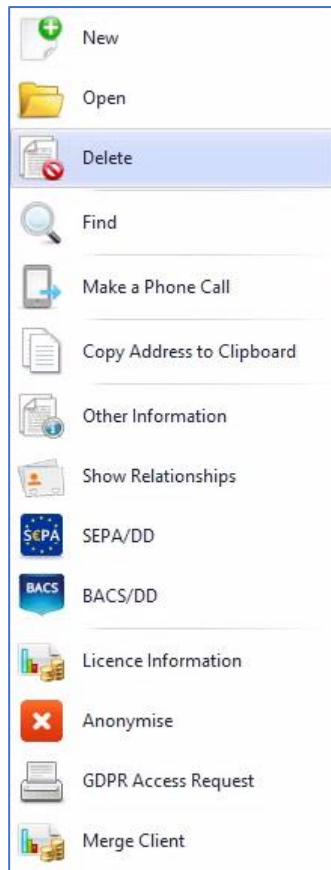 New
Open
Delete
Find
Make a Phone Call
Copy Address to Clipboard
Other Information
Show Relationships
S€PA SEPA/DD
BACS BACS/DD
Licence Information
Anonymise
GDPR Access Request
Merge Client